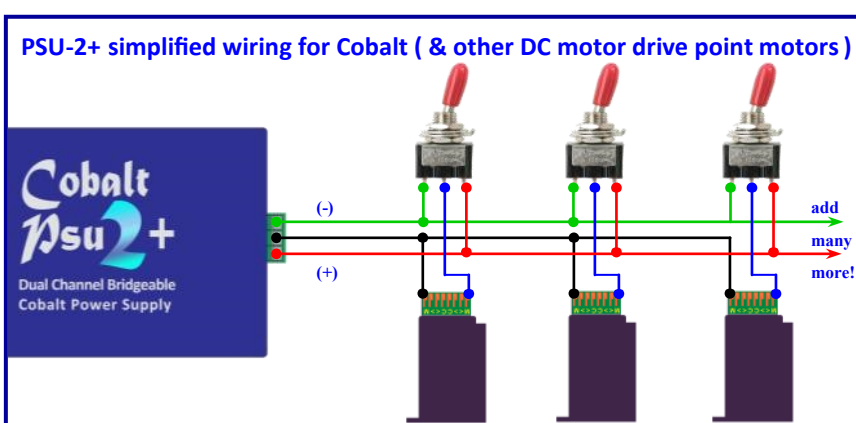 PSU-2+ simplified wiring for Cobalt ( & other DC motor drive point motors )
Cobalt
Psu2+
Dual Channel Bridgeable
Cobalt Power Supply
(-)
(+)
add
many
more!